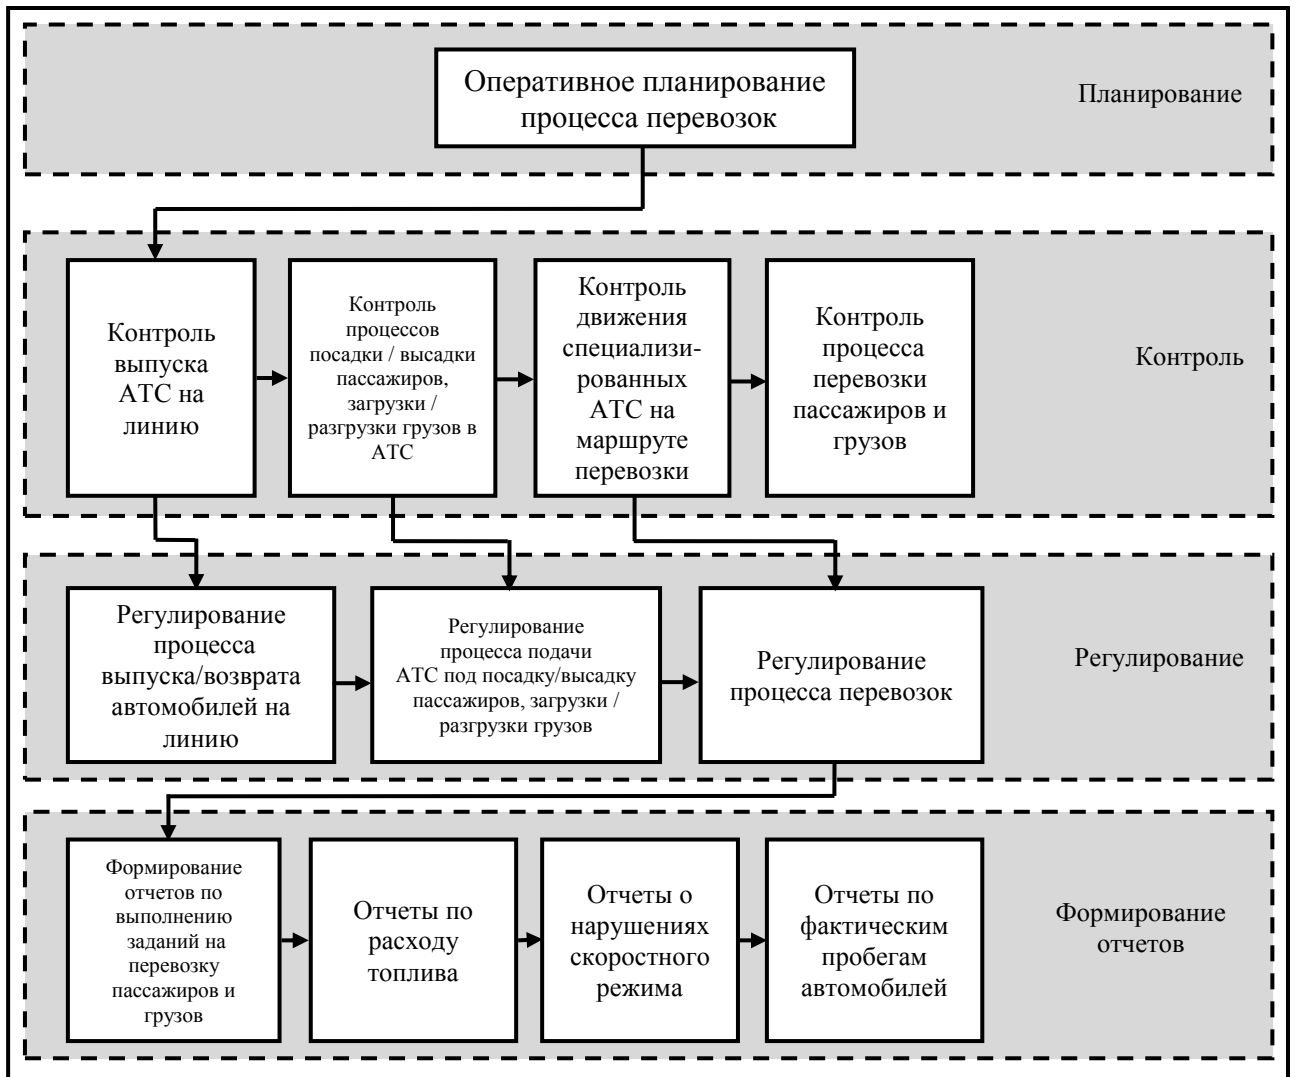 Оперативное планирование
процесса перевозок
Планирование
Контроль
выпуска
АТС на
линию
Контроль
процессов
посадки / высадки
пассажиров,
загрузки /
разгрузки грузов в
АТС
Контроль
движения
специализи-
рованных
АТС на
маршруте
перевозки
Контроль
процесса
перевозки
пассажиров и
грузов
Контроль
Регулирование
процесса
выпуска/возврата
автомобилей на
линию
Регулирование
процесса подачи
АТС под посадку/высадку
пассажиров, загрузки /
разгрузки грузов
Регулирование
процесса перевозок
Регулирование
Формирование
отчетов по
выполнению
заданий на
перевозку
пассажиров и
грузов
Отчеты по
расходу
топлива
Отчеты о
нарушениях
скоростного
режима
Отчеты по
фактическим
пробегам
автомобилей
Формирование
отчетов